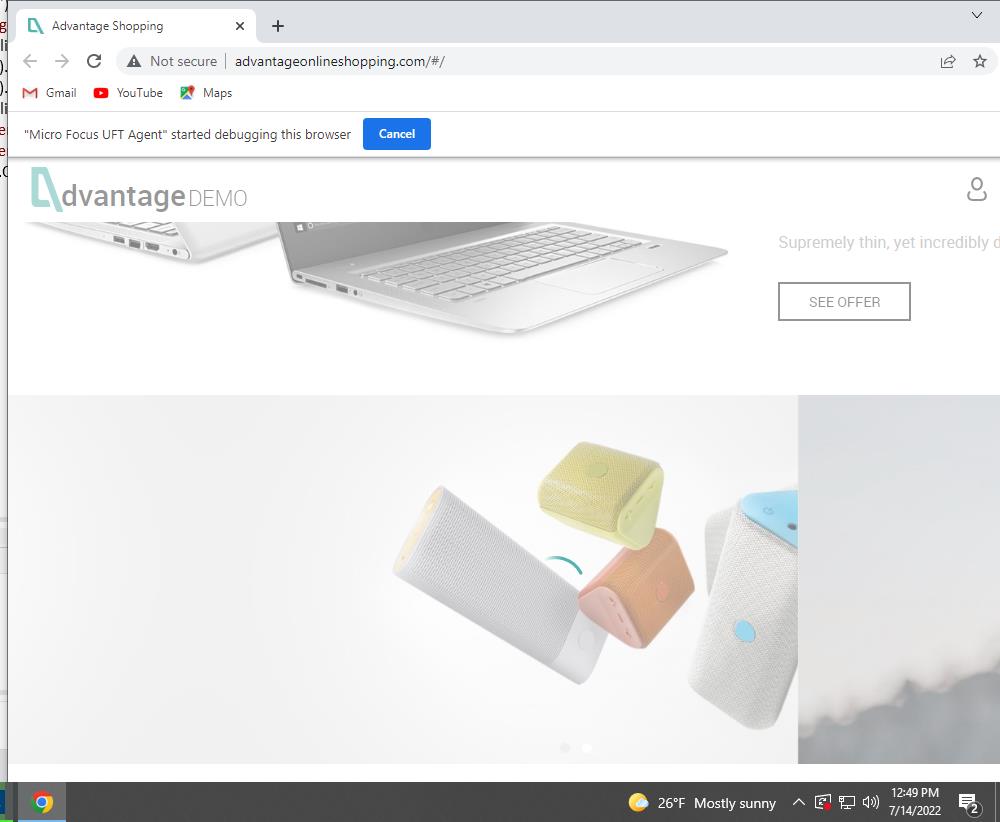 Advantage Shopping
Not secure advantageonlineshopping.com/#/
Gmail YouTube Maps
"Micro Focus UFT Agent" started debugging this browser Cancel
dvantage DEMO
Supremely thin, yet incredibly d
SEE OFFER
26°F Mostly sunny
12:49 PM
7/14/2022
2